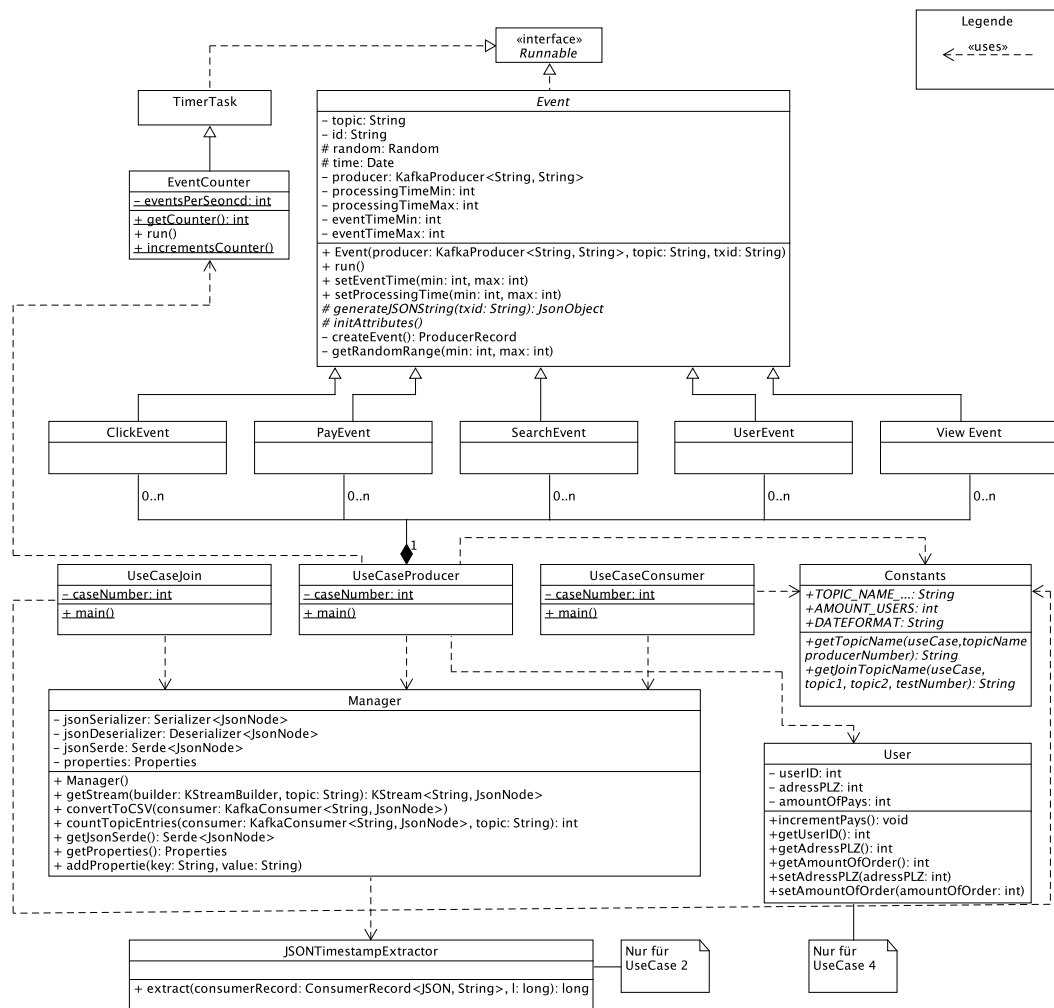 Legende
«uses»
«interface»
Runnable
TimerTask
Event
- topic: String
- id: String
# random: Random
# time: Date
- producer: KafkaProducer<String, String>
- processingTimeMin: int
- processingTimeMax: int
- eventTimeMin: int
- eventTimeMax: int
+ Event(producer: KafkaProducer<String, String>, topic: String, txid: String)
+ run()
+ setEventTime(min: int, max: int)
+ setProcessingTime(min: int, max: int)
# generateJSONString(txid: String): JsonObject
# initAttributes()
- createEvent(): ProducerRecord
- getRandomRange(min: int, max: int)
EventCounter
- eventsPerSeoncd: int
+ getCounter(): int
+ run()
+ incrementsCounter()
ClickEvent
PayEvent
SearchEvent
UserEvent
View Event
0..n
0..n
0..n
0..n
0..n
1
UseCaseJoin
- caseNumber: int
+ main()
UseCaseProducer
- caseNumber: int
+ main()
UseCaseConsumer
- caseNumber: int
+ main()
Constants
+TOPIC_NAME_...: String
+AMOUNT_USERS: int
+DATEFORMAT: String
+getTopicName(useCase,topicName
producerNumber): String
+getJoinTopicName(useCase,
topic1, topic2, testNumber): String
Manager
- jsonSerializer: Serializer<JsonNode>
- jsonDeserializer: Deserializer<JsonNode>
- jsonSerde: Serde<JsonNode>
- properties: Properties
+ Manager()
+ getStream(builder: KStreamBuilder, topic: String): KStream<String, JsonNode>
+ convertToCSV(consumer: KafkaConsumer<String, JsonNode>)
+ countTopicEntries(consumer: KafkaConsumer<String, JsonNode>, topic: String): int
+ getJsonSerde(): Serde<JsonNode>
+ getProperties(): Properties
+ addPropertie(key: String, value: String)
User
- userID: int
- adressPLZ: int
- amountOfPays: int
+incrementPays(): void
+getUserID(): int
+getAdressPLZ(): int
+getAmountOfOrder(): int
+setAdressPLZ(adressPLZ: int)
+setAmountOfOrder(amountOfOrder: int)
JSONTimestampExtractor
+ extract(consumerRecord: ConsumerRecord<JSON, String>, l: long): long
Nur für
UseCase 2
Nur für
UseCase 4